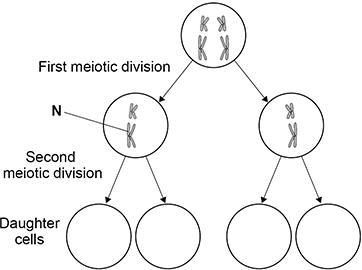 First meiotic division
N
Second
meiotic division
Daughter
cells